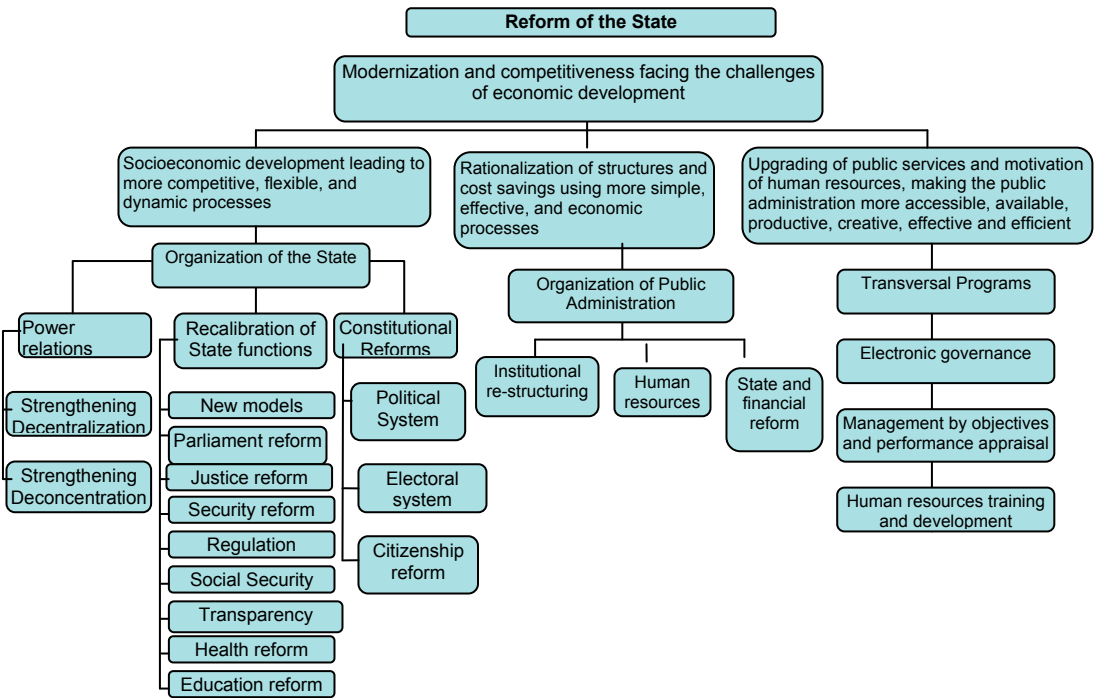 Reform of the State
Modernization and competitiveness facing the challenges
of economic development
Socioeconomic development leading to
more competitive, flexible, and
dynamic processes
Rationalization of structures and
cost savings using more simple,
effective, and economic
processes
Upgrading of public services and motivation
of human resources, making the public
administration more accessible, available,
productive, creative, effective and efficient
Organization of the State
Organization of Public
Administration
Transversal Programs
Power
relations
Recalibration of
State functions
Constitutional
Reforms
Institutional
re-structuring
Human
resources
State and
financial
reform
Electronic governance
Strengthening
Decentralization
Strengthening
Deconcentration
New models
Parliament reform
Justice reform
Security reform
Regulation
Social Security
Transparency
Health reform
Education reform
Political
System
Electoral
system
Citizenship
reform
Management by objectives
and performance appraisal
Human resources training
and development